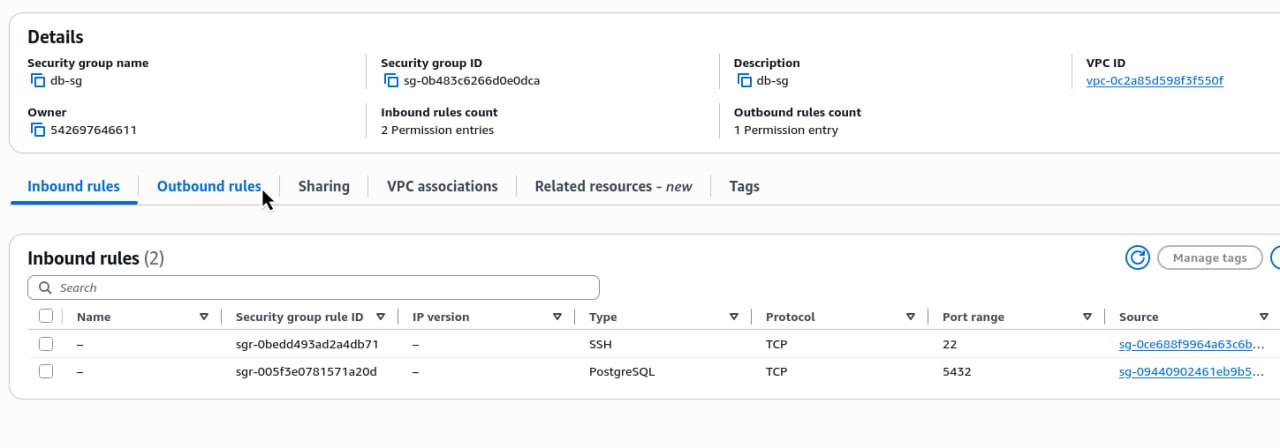 Details
Security group name
db-sg
Security group ID
sg-0b483c6266d0e0dca
Description
db-sg
VPC ID
vpc-0c2a85d598f3f550f
Owner
542697646611
Inbound rules count
2 Permission entries
Outbound rules count
1 Permission entry
Inbound rules Outbound rules Sharing VPC associations Related resources - new Tags
Inbound rules (2)
Manage tags
Search
Name Security group rule ID IP version Type Protocol Port range Source
– sgr-0bedd493ad2a4db71 – SSH TCP 22 sg-0ce688f9964a63c6b...
– sgr-005f3e0781571a20d – PostgreSQL TCP 5432 sg-09440902461eb9b5...